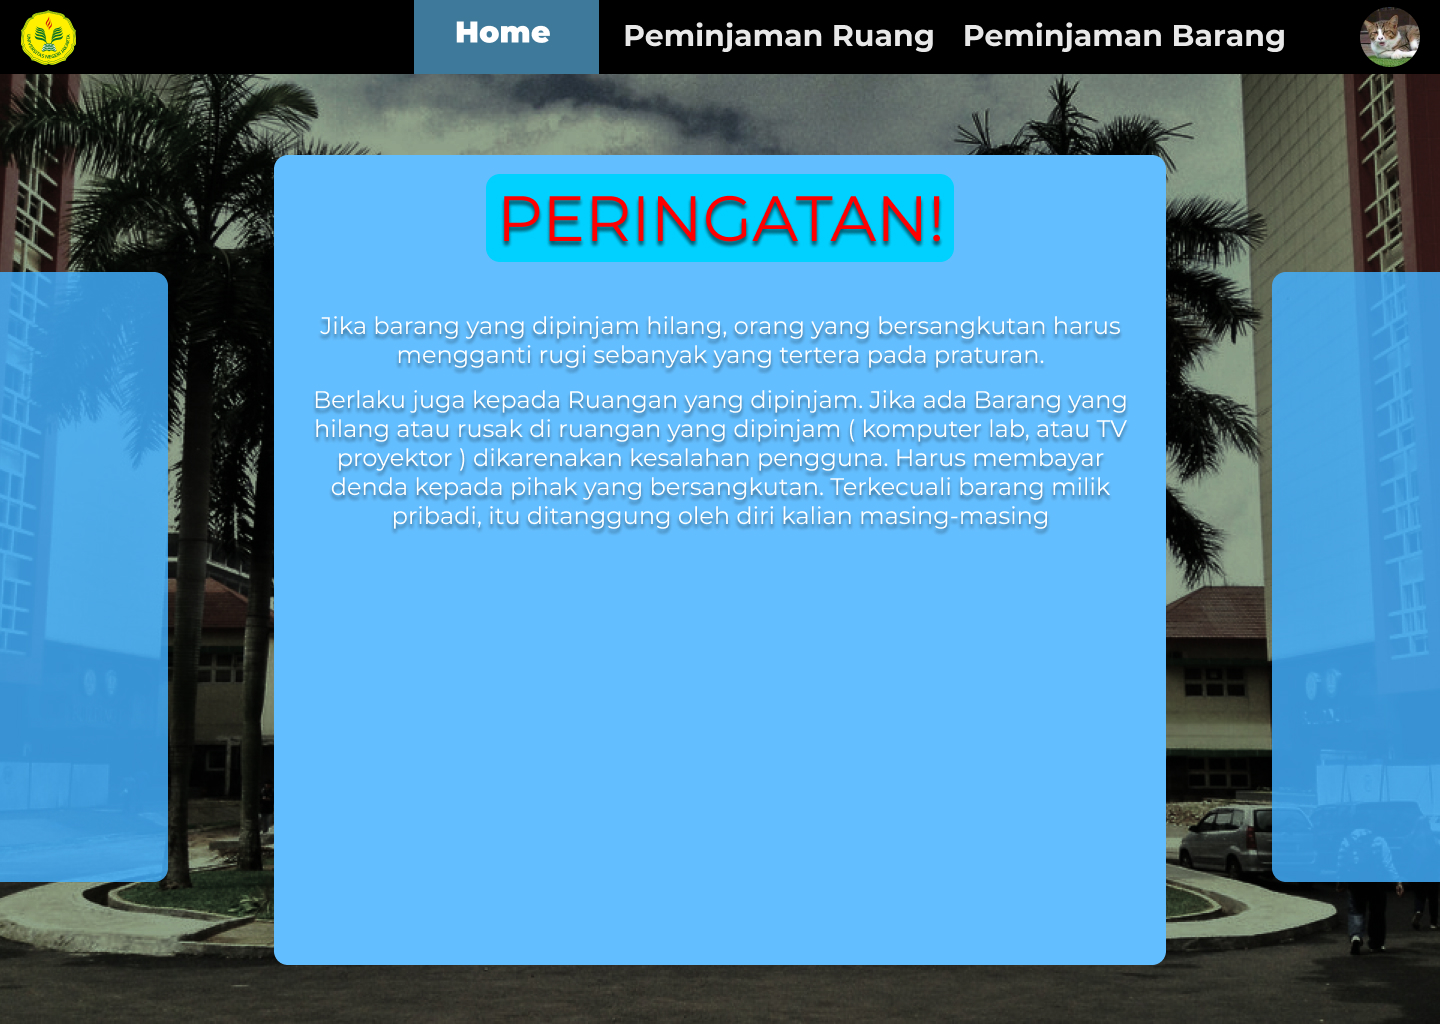 Home Peminjaman Ruang Peminjaman Barang
PERINGATAN!
Jika barang yang dipinjam hilang, orang yang bersangkutan harus
mengganti rugi sebanyak yang tertera pada praturan.
Berlaku juga kepada Ruangan yang dipinjam. Jika ada Barang yang
hilang atau rusak di ruangan yang dipinjam ( komputer lab, atau TV
proyektor ) dikarenakan kesalahan pengguna. Harus membayar
denda kepada pihak yang bersangkutan. Terkecuali barang milik
pribadi, itu ditanggung oleh diri kalian masing-masing